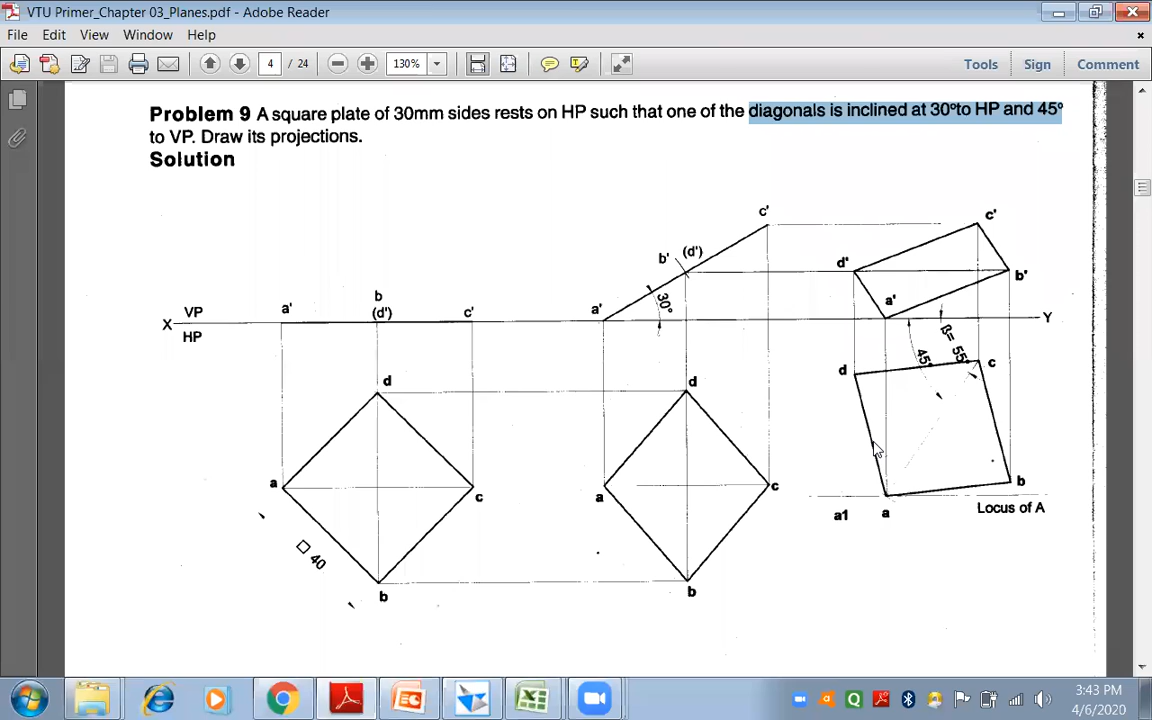 VTU Primer_Chapter 03_Planes.pdf - Adobe Reader
File Edit View Window Help
4 / 24 130% Tools Sign Comment
Problem 9 A square plate of 30mm sides rests on HP such that one of the diagonals is inclined at 30ºto HP and 45º
to VP. Draw its projections.
Solution
c' c'
b' (d') d' b'
b
VP a' (d') c' a' 30° a'
X Y
HP
45° β= 55°
d d d c
a c a c b
a1 a Locus of A
□ 40
b b
3:43 PM
4/6/2020